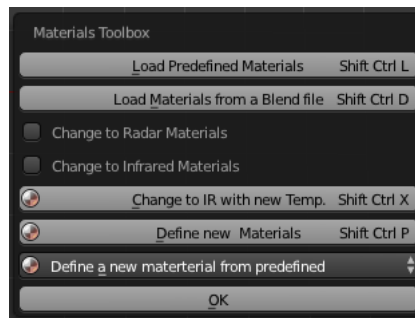 Materials Toolbox
Load Predefined Materials Shift Ctrl L
Load Materials from a Blend file Shift Ctrl D
Change to Radar Materials
Change to Infrared Materials
Change to IR with new Temp. Shift Ctrl X
Define new Materials Shift Ctrl P
Define a new materterial from predefined
OK